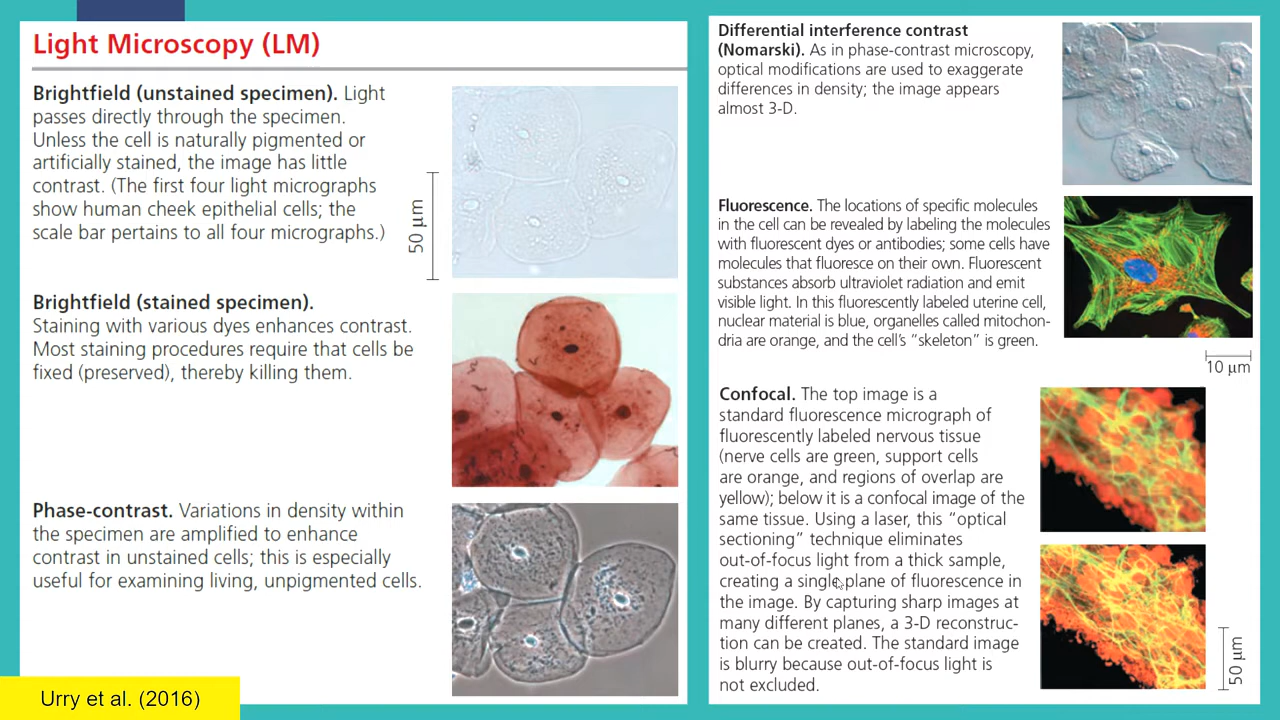 Light Microscopy (LM)
Brightfield (unstained specimen). Light
passes directly through the specimen.
Unless the cell is naturally pigmented or
artificially stained, the image has little
contrast. (The first four light micrographs
show human cheek epithelial cells; the
scale bar pertains to all four micrographs.)
50 µm
Brightfield (stained specimen).
Staining with various dyes enhances contrast.
Most staining procedures require that cells be
fixed (preserved), thereby killing them.
Phase-contrast. Variations in density within
the specimen are amplified to enhance
contrast in unstained cells; this is especially
useful for examining living, unpigmented cells.
Urry et al. (2016)
Differential interference contrast
(Nomarski). As in phase-contrast microscopy,
optical modifications are used to exaggerate
differences in density; the image appears
almost 3-D.
Fluorescence. The locations of specific molecules
in the cell can be revealed by labeling the molecules
with fluorescent dyes or antibodies; some cells have
molecules that fluoresce on their own. Fluorescent
substances absorb ultraviolet radiation and emit
visible light. In this fluorescently labeled uterine cell,
nuclear material is blue, organelles called mitochon-
dria are orange, and the cell's “skeleton” is green.
10 µm
Confocal. The top image is a
standard fluorescence micrograph of
fluorescently labeled nervous tissue
(nerve cells are green, support cells
are orange, and regions of overlap are
yellow); below it is a confocal image of the
same tissue. Using a laser, this “optical
sectioning” technique eliminates
out-of-focus light from a thick sample,
creating a single plane of fluorescence in
the image. By capturing sharp images at
many different planes, a 3-D reconstruc-
tion can be created. The standard image
is blurry because out-of-focus light is
not excluded.
50 µm